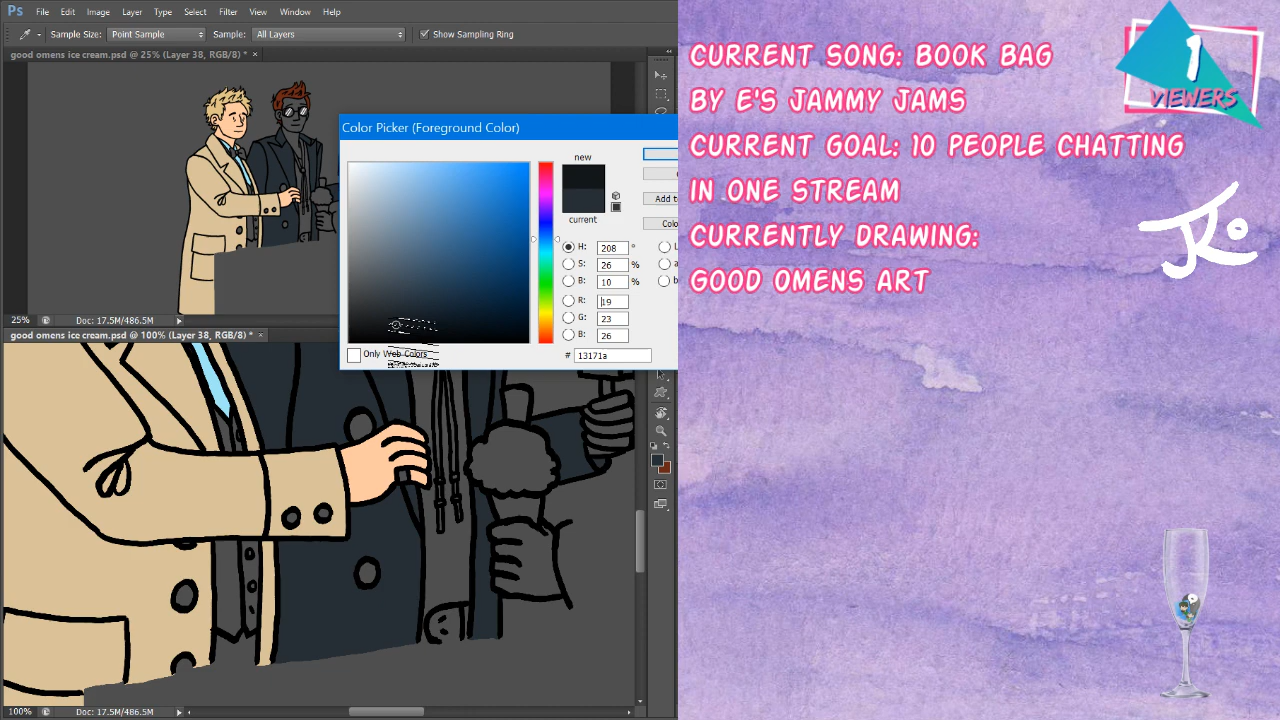 Ps File Edit Image Layer Type Select Filter View Window Help
Sample Size: Point Sample Sample: All Layers Show Sampling Ring
good omens ice cream.psd @ 25% (Layer 38, RGB/8) * ×
Color Picker (Foreground Color)
new
current
Add to
Colo
H: 208 °
S: 26 %
B: 10 %
R: 19
G: 23
B: 26
L
a
b
Only Web Colors
# 13171a
25% Doc: 17.5M/486.5M
good omens ice cream.psd @ 100% (Layer 38, RGB/8) * ×
100% Doc: 17.5M/486.5M
CURRENT SONG: BOOK BAG
BY E'S JAMMY JAMS
CURRENT GOAL: 10 PEOPLE CHATTING
IN ONE STREAM
CURRENTLY DRAWING:
GOOD OMENS ART
1
VIEWERS